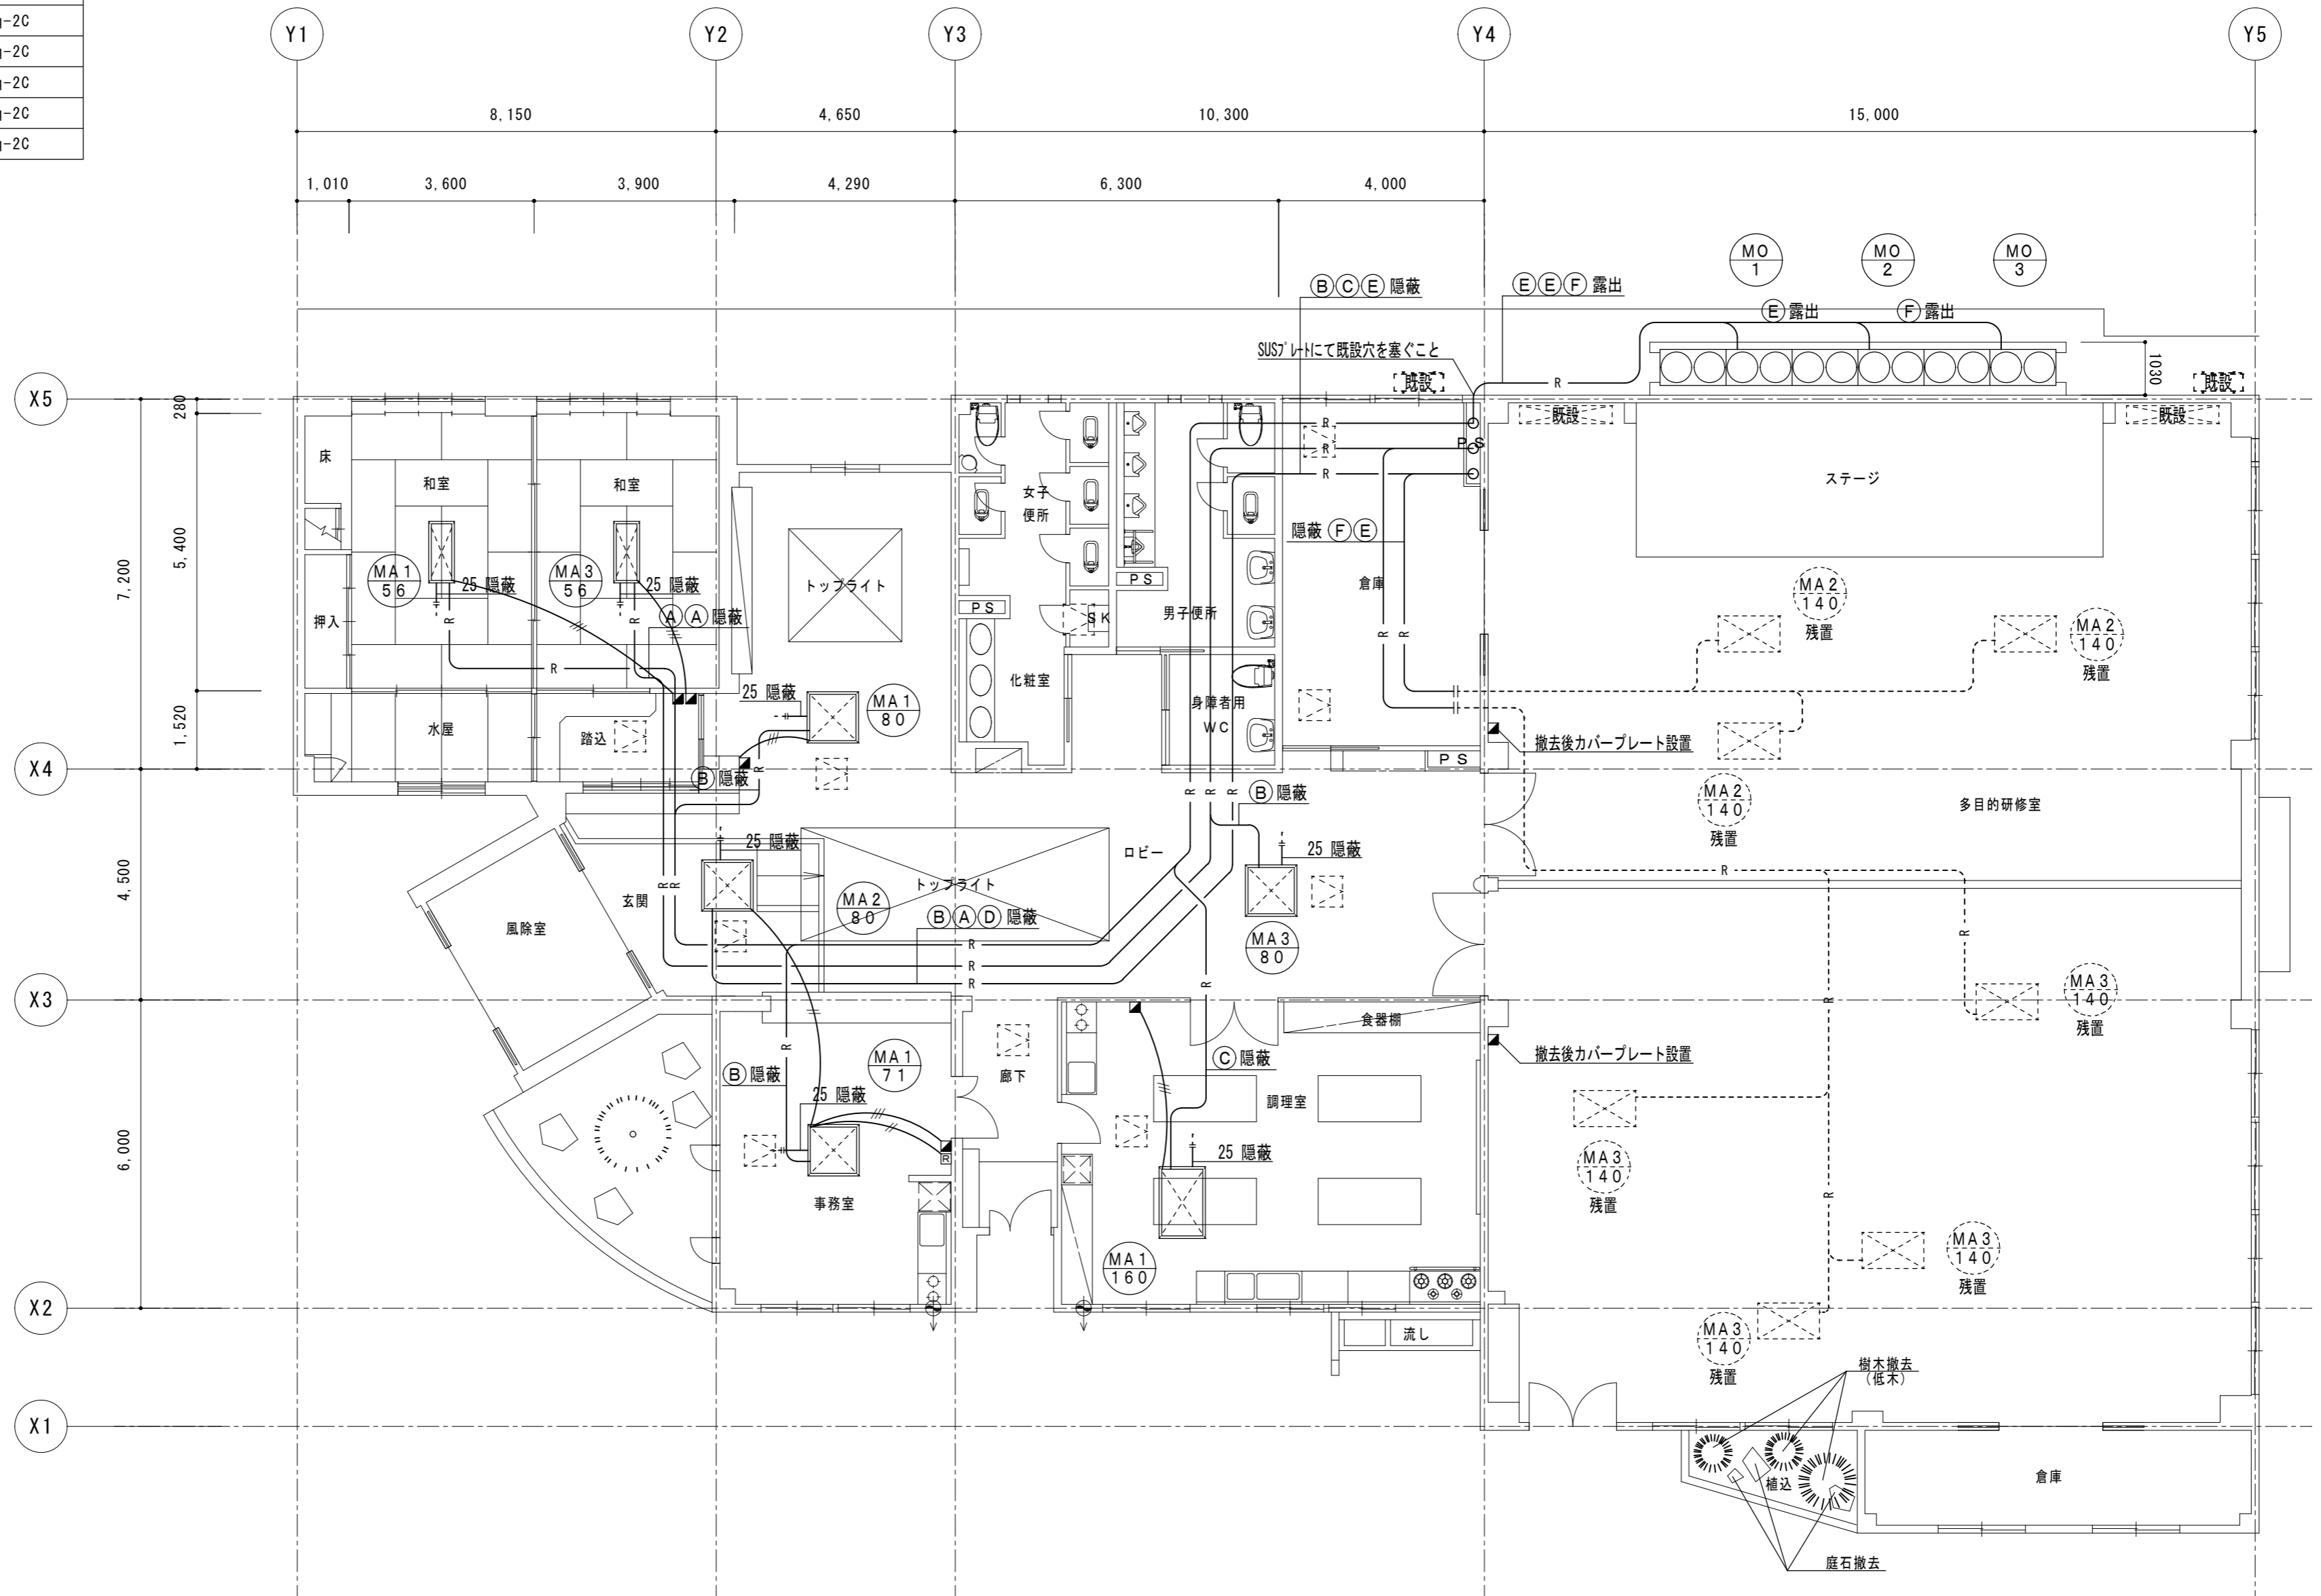 -2C
-2C
-2C
-2C
-2C
Y1
Y2
Y3
Y4
Y5
8,150
4,650
10,300
15,000
1,010
3,600
3,900
4,290
6,300
4,000
MO
1
MO
2
MO
3
Ⓑ Ⓒ Ⓔ 隠蔽
Ⓔ Ⓔ Ⓕ 露出
Ⓔ 露出
Ⓕ 露出
SUSプレートにて既設穴を塞ぐこと
既設
R
1030
既設
X5
280
既設
既設
床
和室
和室
R
R
R
PS
ステージ
女子
便所
隠蔽 Ⓕ Ⓔ
7,200
5,400
MA1
56
25 隠蔽
MA3
56
25 隠蔽
トップライト
PS
倉庫
MA2
140
残置
MA2
140
残置
押入
R
R
Ⓐ Ⓐ 隠蔽
PS
SK
男子便所
R
R
R
化粧室
25 隠蔽
MA1
80
身障者用
WC
1,520
水屋
踏込
撤去後カバープレート設置
PS
X4
R
Ⓑ 隠蔽
R
R
R
Ⓑ 隠蔽
MA2
140
残置
多目的研修室
25 隠蔽
ロビー
25 隠蔽
4,500
R
R
玄関
トップライト
MA2
80
R
風除室
Ⓑ Ⓐ Ⓓ 隠蔽
R
MA3
80
R
R
R
R
X3
MA3
140
残置
R
食器棚
R
MA1
71
Ⓑ 隠蔽
廊下
Ⓒ 隠蔽
撤去後カバープレート設置
25 隠蔽
調理室
6,000
R
25 隠蔽
MA3
140
残置
R
事務室
MA1
160
MA3
140
残置
X2
流し
MA3
140
残置
樹木撤去
(低木)
X1
植込
倉庫
庭石撤去